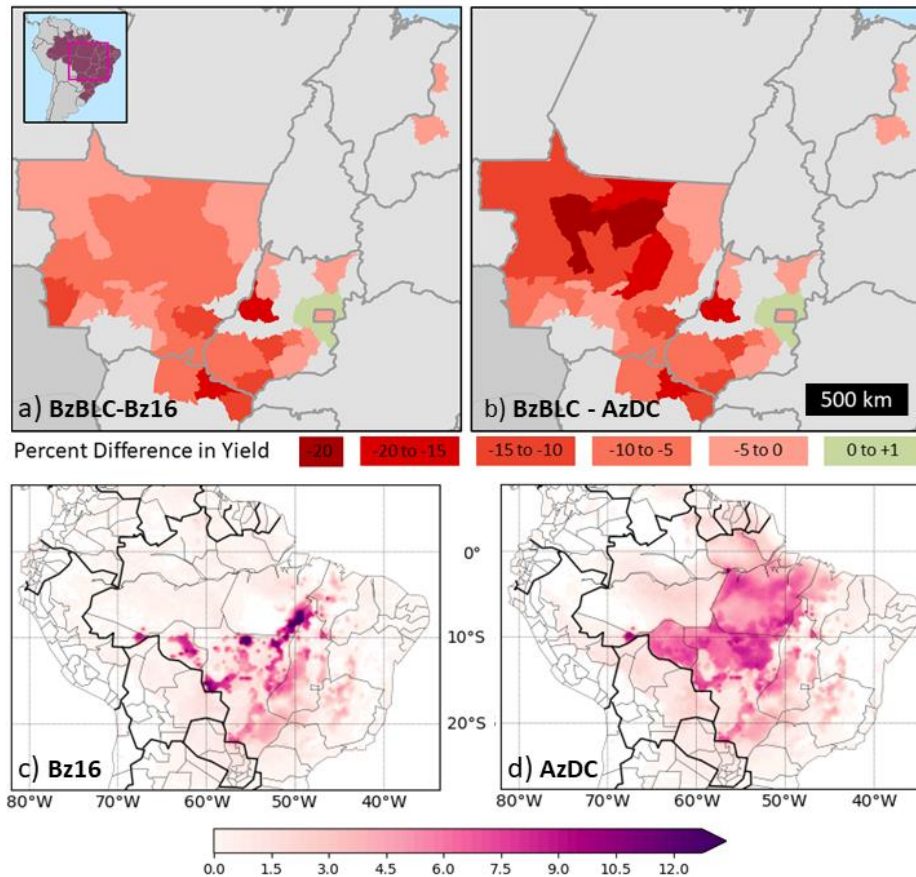 a) BzBLC-Bz16
b) BzBLC - AzDC
500 km
Percent Difference in Yield
-20
-20 to -15
-15 to -10
-10 to -5
-5 to 0
0 to +1
0°
10°S
20°S
c) Bz16
d) AzDC
80°W 70°W 60°W 50°W 40°W
80°W 70°W 60°W 50°W 40°W
0.0 1.5 3.0 4.5 6.0 7.5 9.0 10.5 12.0